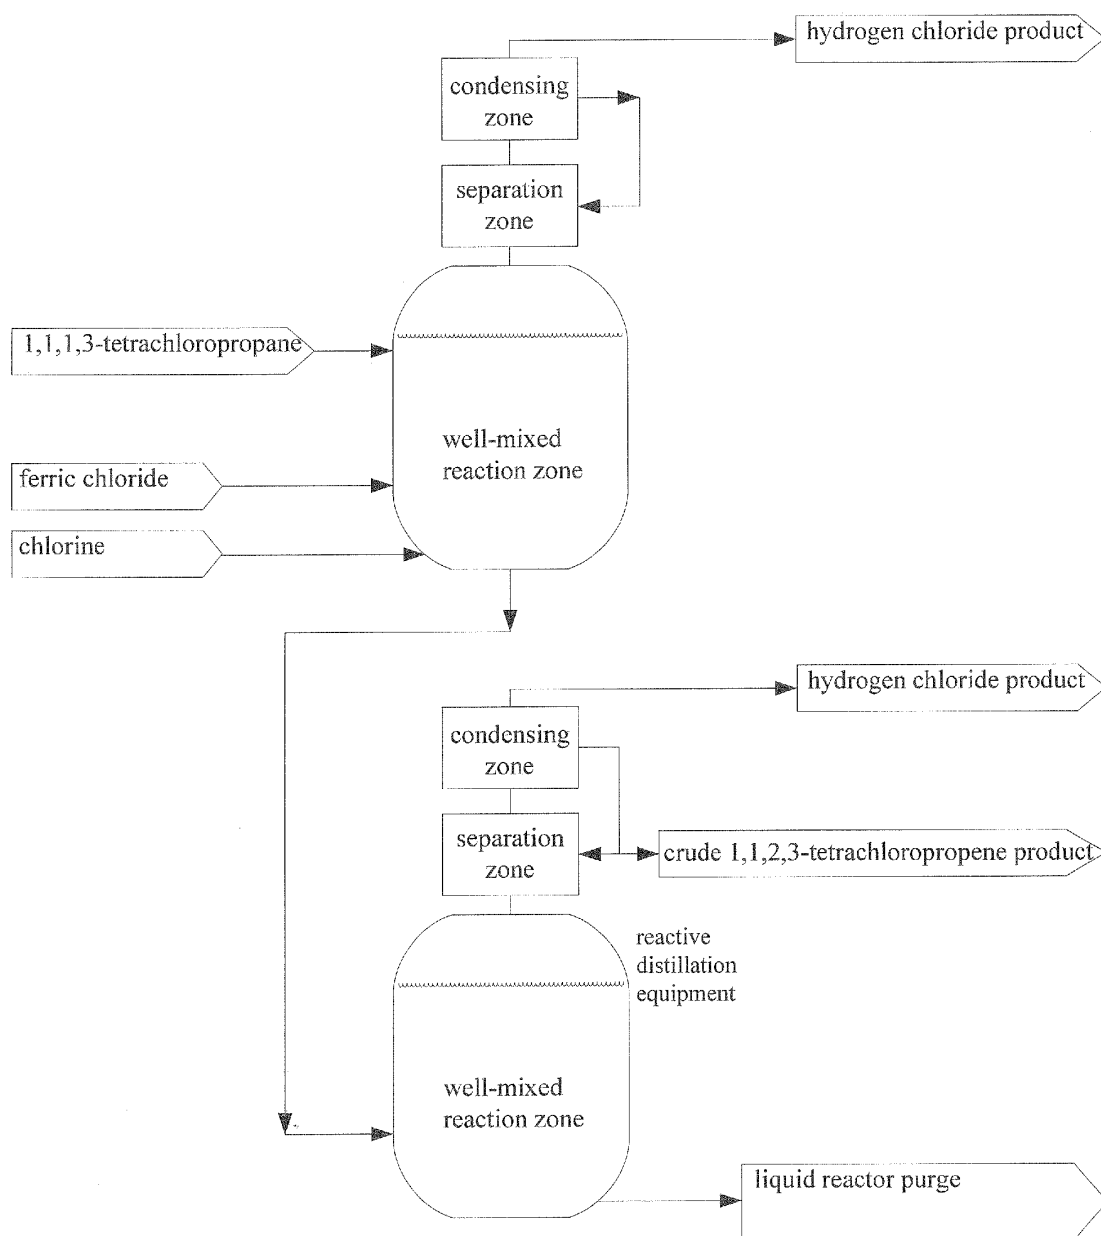 hydrogen chloride product
condensing
zone
separation
zone
1,1,1,3-tetrachloropropane
well-mixed
reaction zone
ferric chloride
chlorine
hydrogen chloride product
condensing
zone
separation
zone
crude 1,1,2,3-tetrachloropropene product
reactive
distillation
equipment
well-mixed
reaction zone
liquid reactor purge